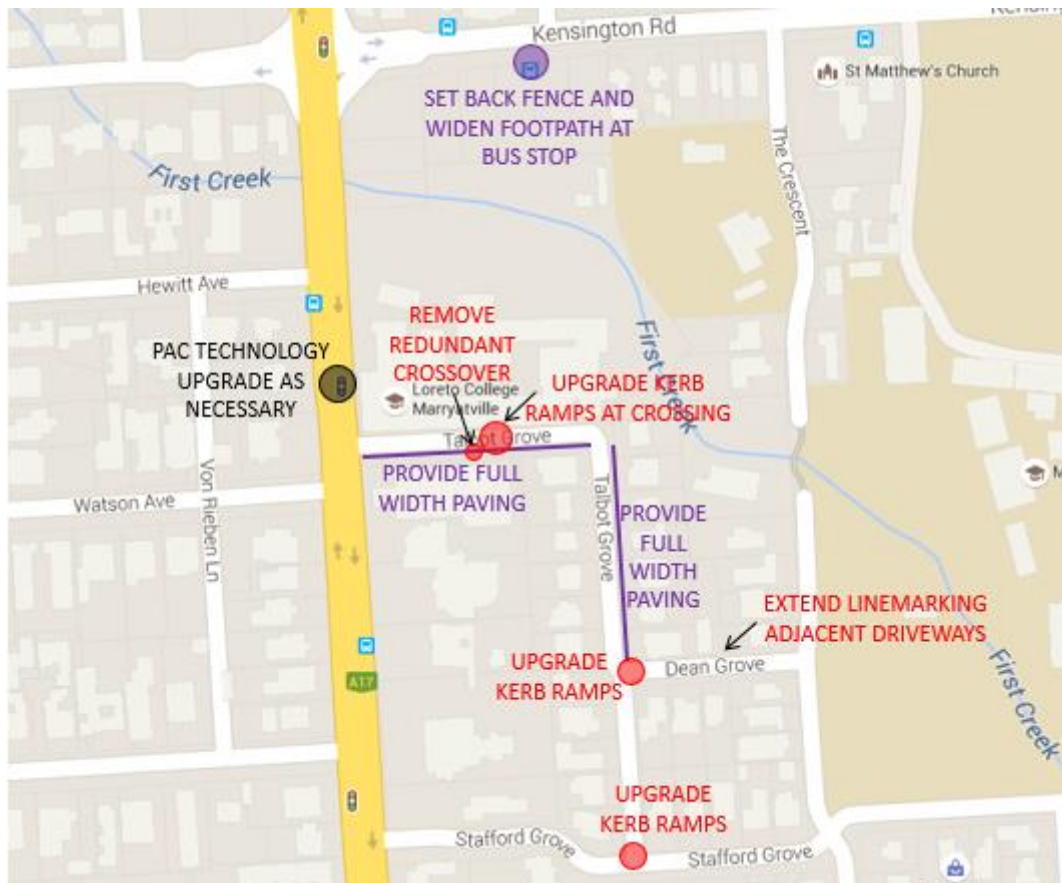 Kensington Rd
St Matthew's Church
SET BACK FENCE AND
WIDEN FOOTPATH AT
BUS STOP
The Crescent
First Creek
Hewitt Ave
REMOVE
REDUNDANT
CROSSOVER
PAC TECHNOLOGY
UPGRADE AS
NECESSARY
Loreto College
Marryatville
UPGRADE KERB
RAMPS AT CROSSING
First Creek
Talbot Grove
PROVIDE FULL
WIDTH PAVING
Von Rieben Ln
Watson Ave
Talbot Grove
PROVIDE
FULL
WIDTH
PAVING
EXTEND LINEMARKING
ADJACENT DRIVEWAYS
Dean Grove
UPGRADE
KERB RAMPS
First Creek
A17
UPGRADE
KERB RAMPS
Stafford Grove
Stafford Grove